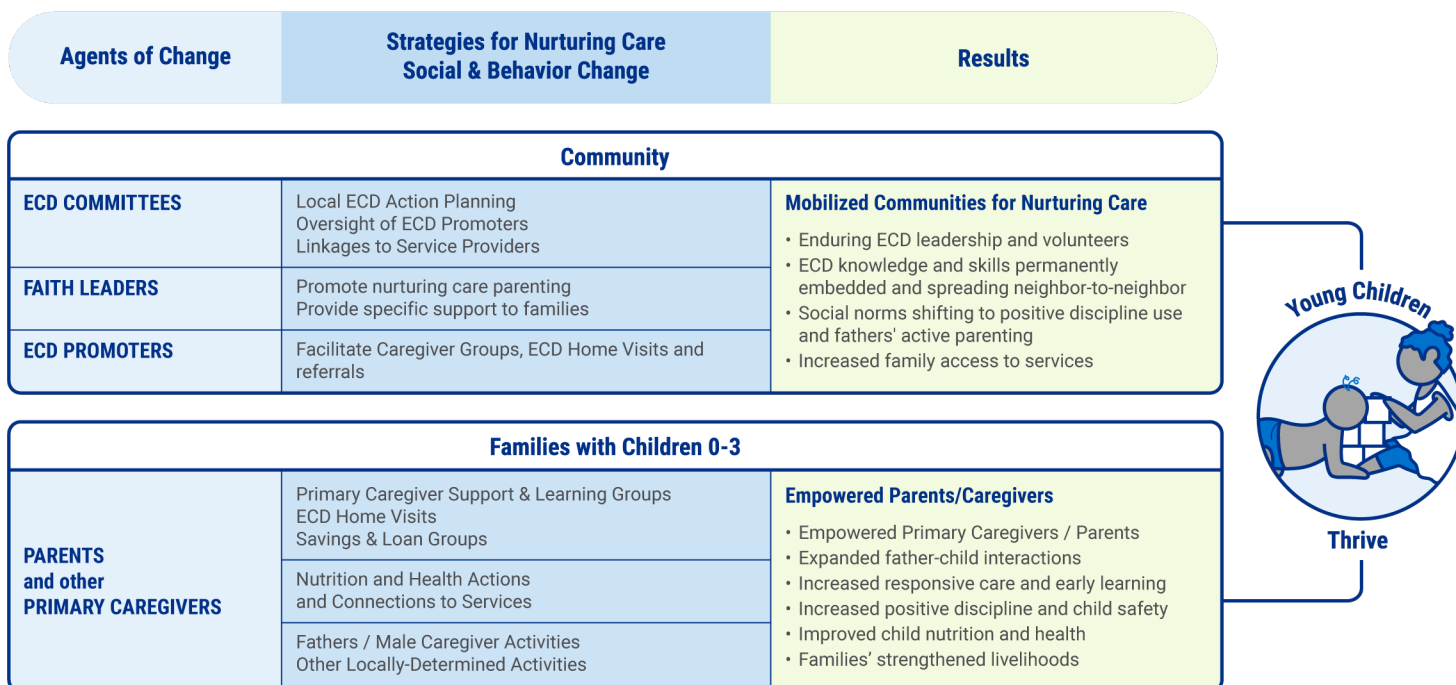 Agents of Change
Strategies for Nurturing Care
Social & Behavior Change
Results
Community
ECD COMMITTEES
Local ECD Action Planning
Oversight of ECD Promoters
Linkages to Service Providers
FAITH LEADERS
Promote nurturing care parenting
Provide specific support to families
ECD PROMOTERS
Facilitate Caregiver Groups, ECD Home Visits and
referrals
Mobilized Communities for Nurturing Care
• Enduring ECD leadership and volunteers
• ECD knowledge and skills permanently
embedded and spreading neighbor-to-neighbor
• Social norms shifting to positive discipline use
and fathers' active parenting
• Increased family access to services
Families with Children 0-3
PARENTS
and other
PRIMARY CAREGIVERS
Primary Caregiver Support & Learning Groups
ECD Home Visits
Savings & Loan Groups
Nutrition and Health Actions
and Connections to Services
Fathers / Male Caregiver Activities
Other Locally-Determined Activities
Empowered Parents/Caregivers
• Empowered Primary Caregivers / Parents
• Expanded father-child interactions
• Increased responsive care and early learning
• Increased positive discipline and child safety
• Improved child nutrition and health
• Families’ strengthened livelihoods
Young Children
Thrive